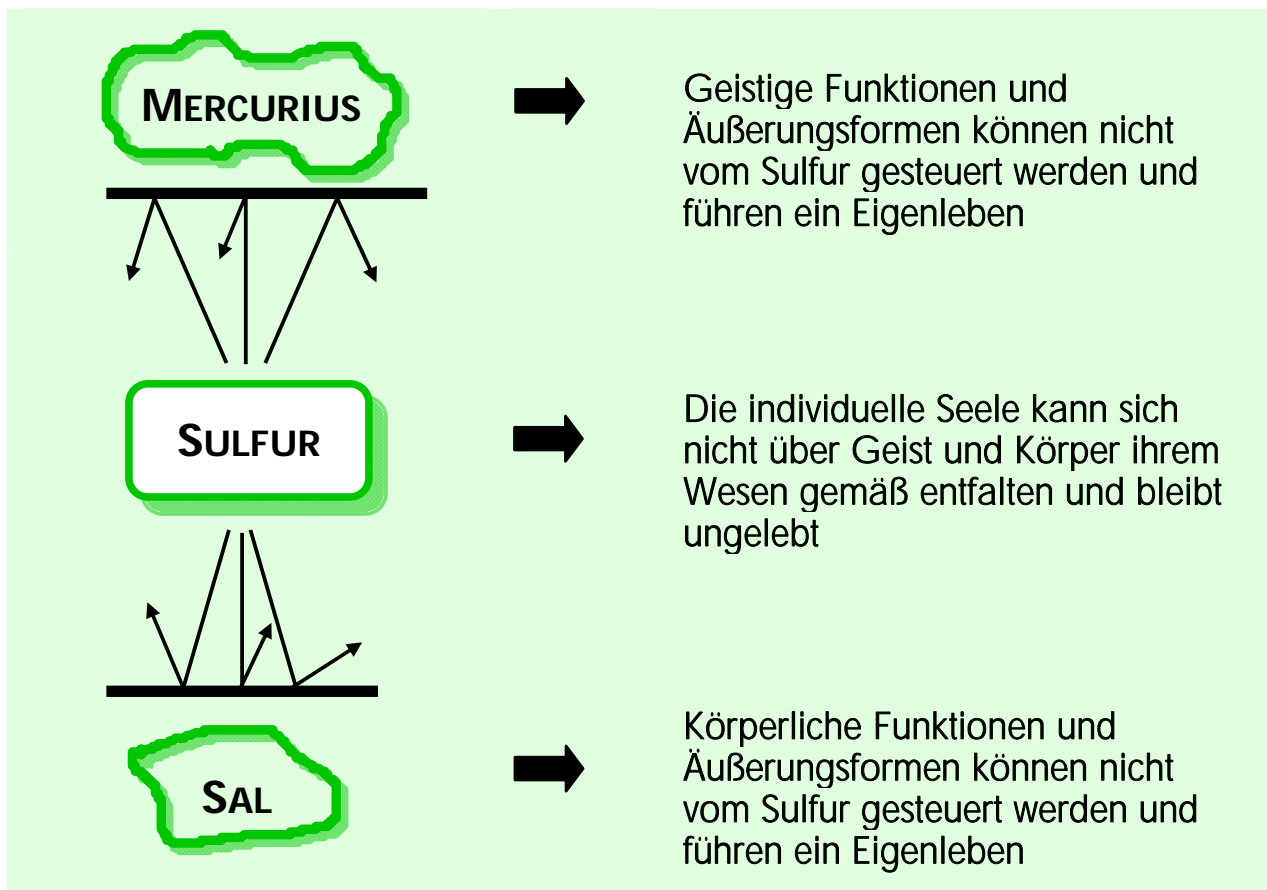 MERCURIUS
Geistige Funktionen und
Äußerungsformen können nicht
vom Sulfur gesteuert werden und
führen ein Eigenleben
SULFUR
Die individuelle Seele kann sich
nicht über Geist und Körper ihrem
Wesen gemäß entfalten und bleibt
ungelebt
SAL
Körperliche Funktionen und
Äußerungsformen können nicht
vom Sulfur gesteuert werden und
führen ein Eigenleben